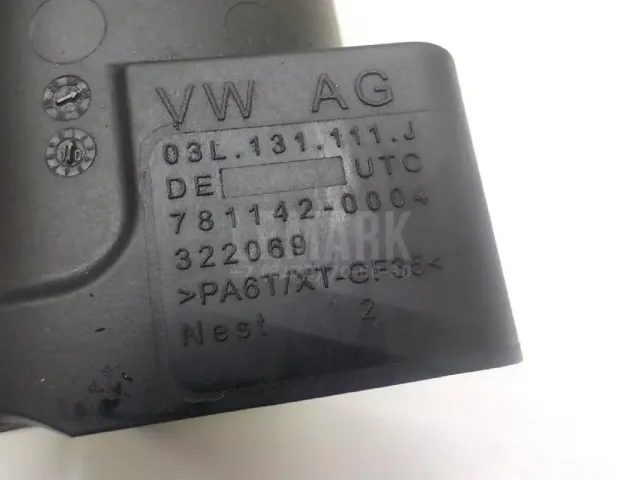 VW AG
03L.131.111.J
DE UTC
781142-0004
322069
>PA6T/XT-GF35<
Nest 2